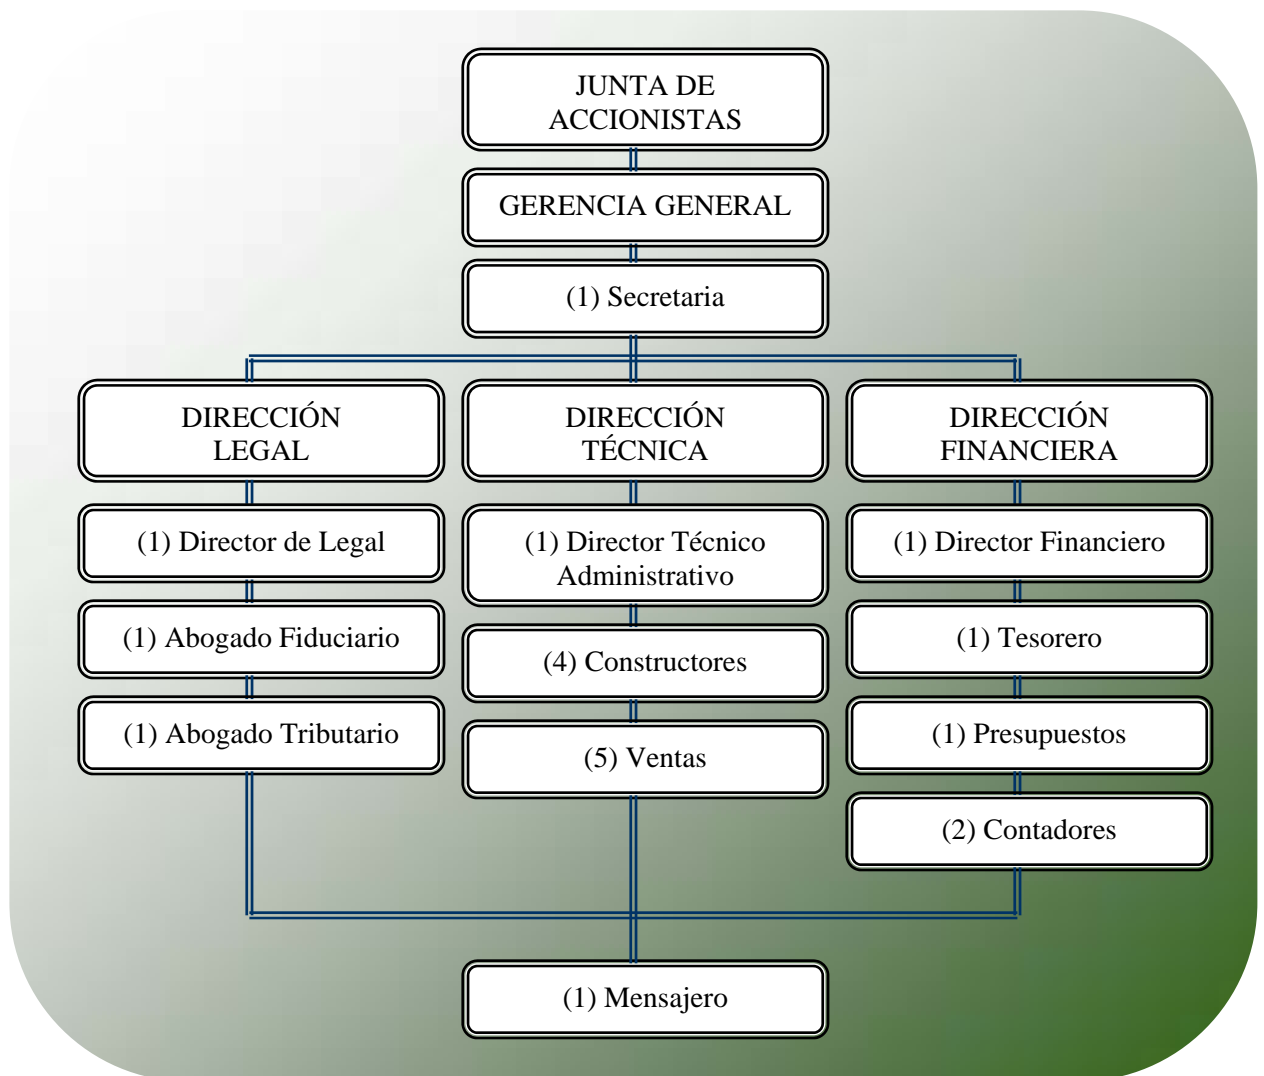 JUNTA DE
ACCIONISTAS
GERENCIA GENERAL
(1) Secretaria
DIRECCIÓN
LEGAL
(1) Director de Legal
(1) Abogado Fiduciario
(1) Abogado Tributario
DIRECCIÓN
TÉCNICA
(1) Director Técnico
Administrativo
(4) Constructores
(5) Ventas
DIRECCIÓN
FINANCIERA
(1) Director Financiero
(1) Tesorero
(1) Presupuestos
(2) Contadores
(1) Mensajero